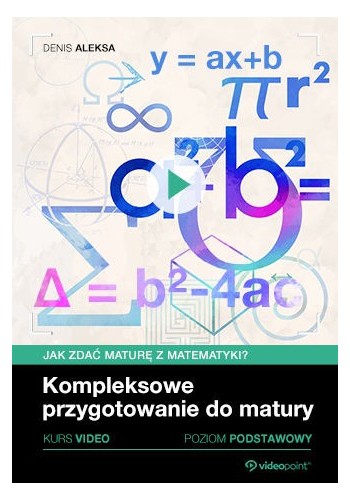 DENIS ALEKSA
y = ax+b
πr²
∞
a²+b²=
Σ
Δ = b²-4ac
JAK ZDAĆ MATURĘ Z MATEMATYKI?
Kompleksowe
przygotowanie do matury
KURS VIDEO POZIOM PODSTAWOWY
videopoint